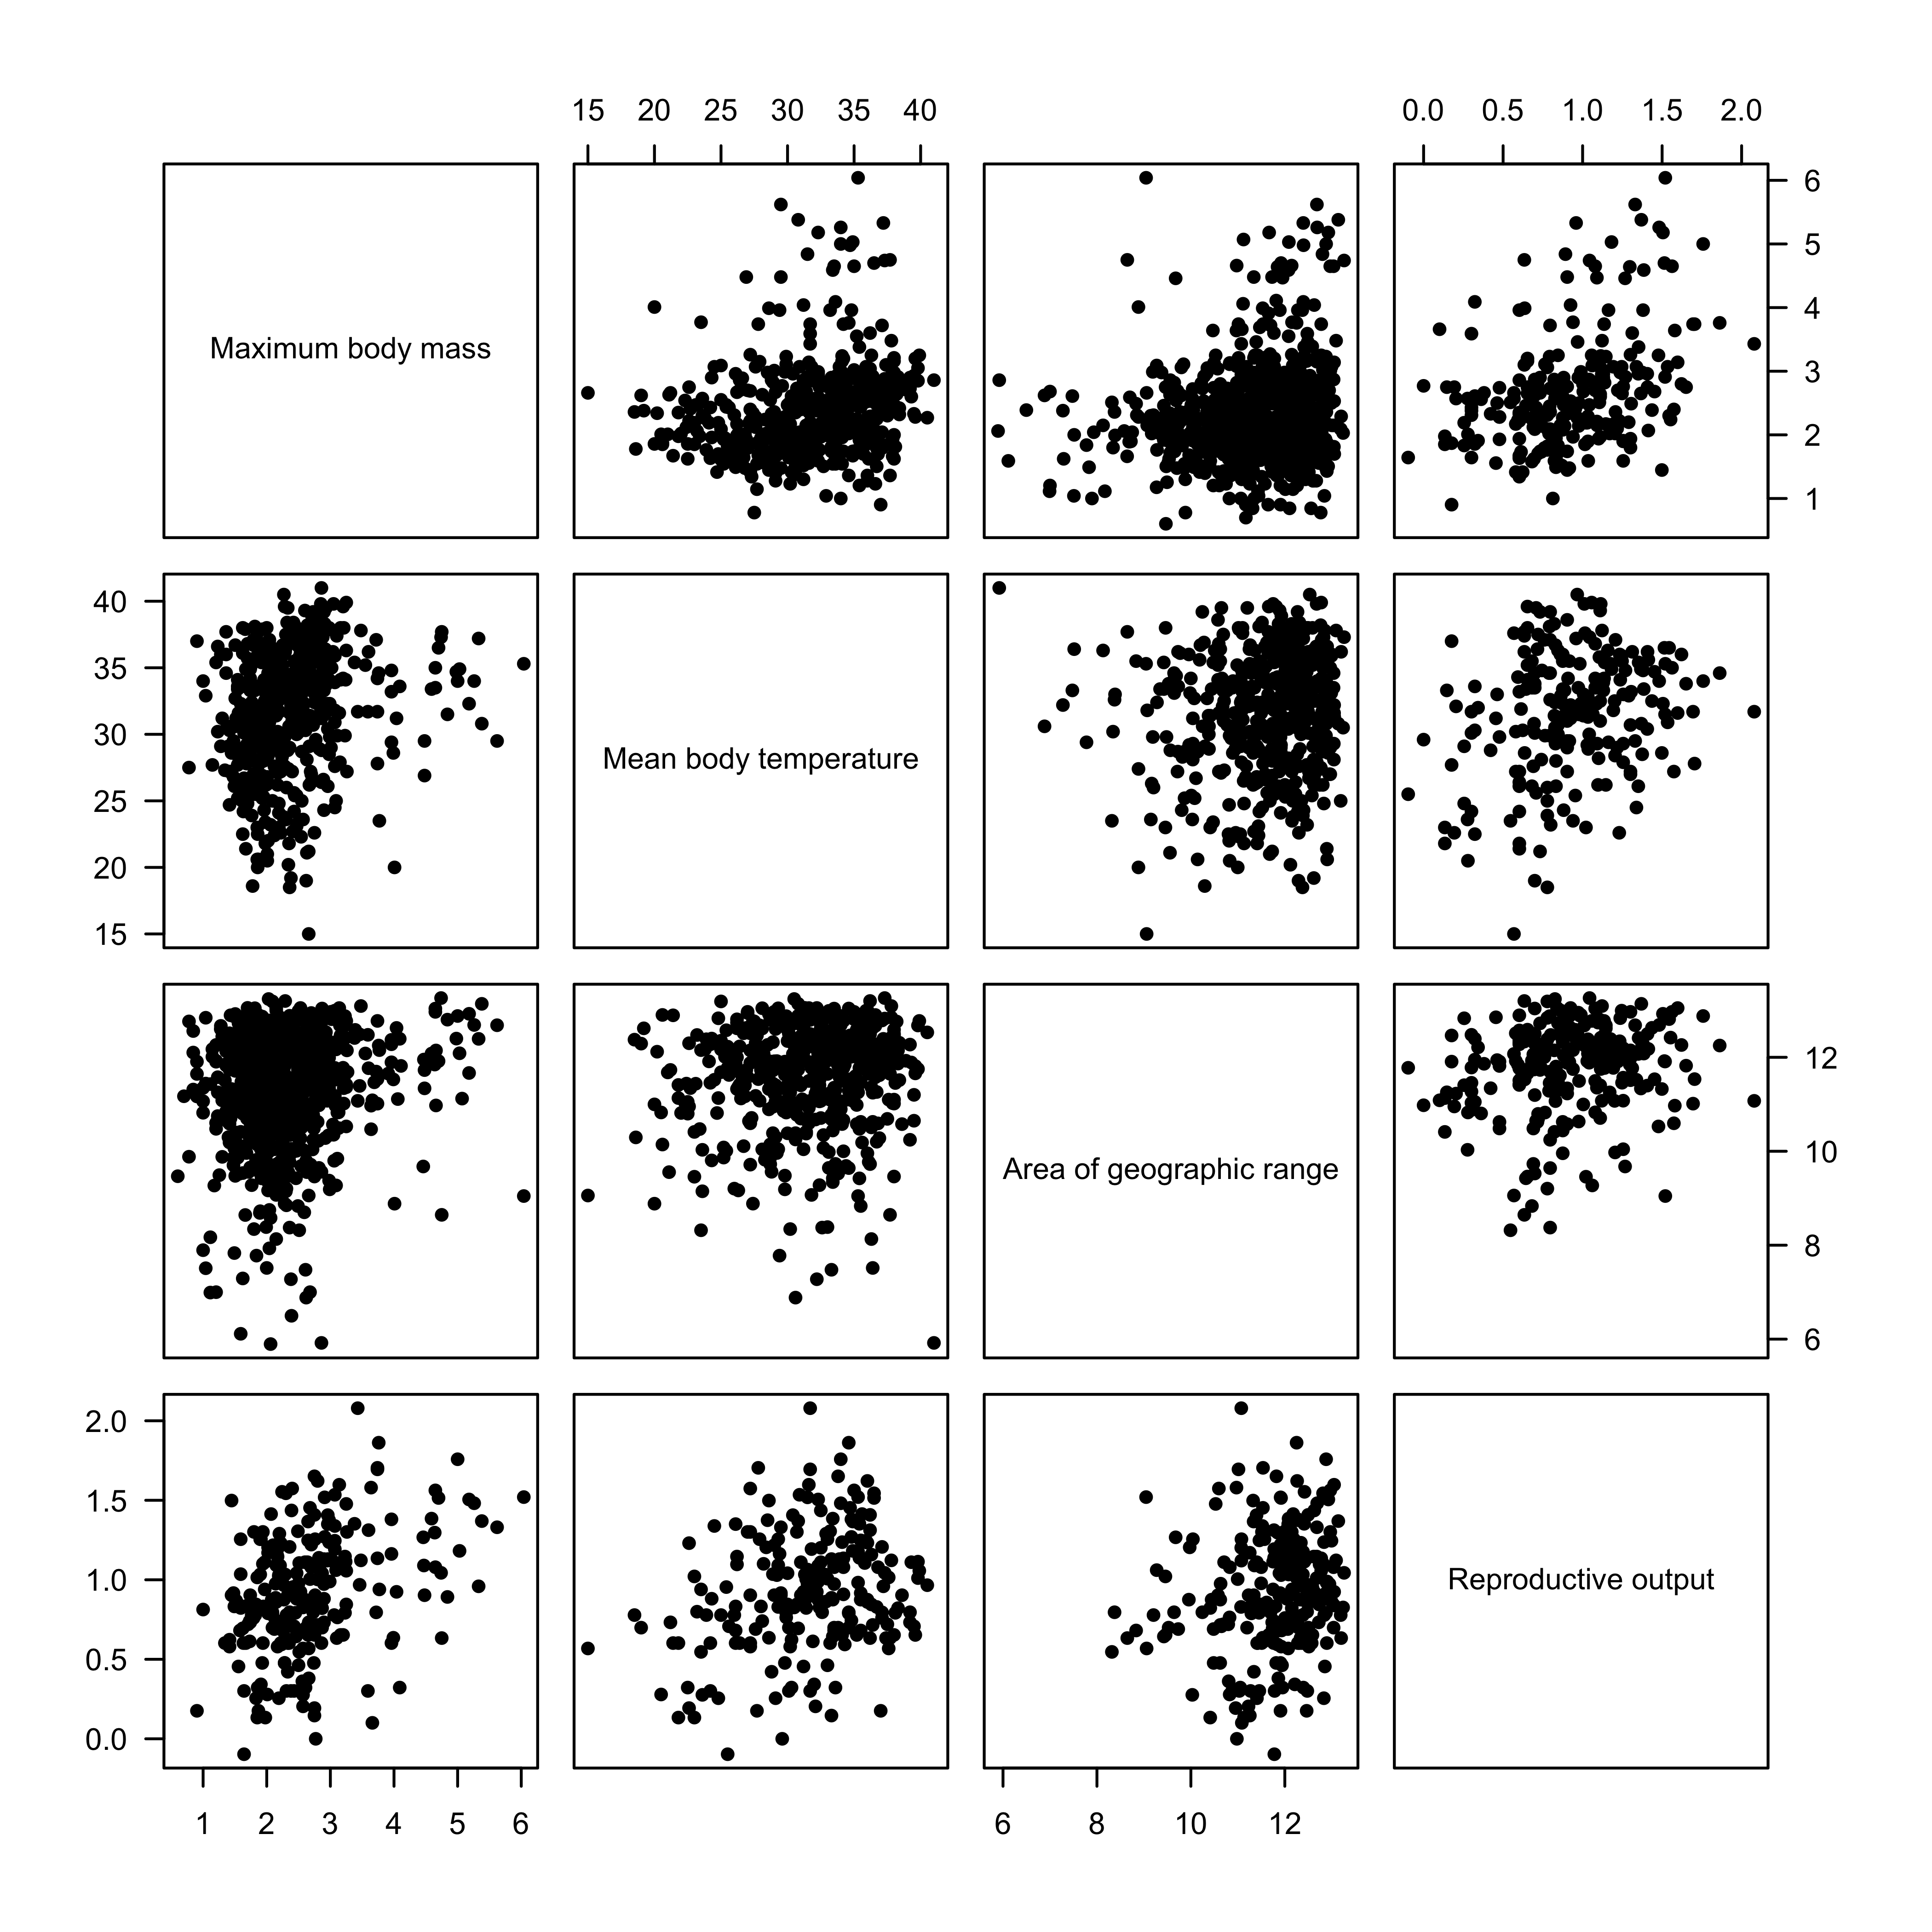 15 20 25 30 35 40
0.0 0.5 1.0 1.5 2.0
Maximum body mass
6
5
4
3
2
1
40
35
30
25
20
15
Mean body temperature
Area of geographic range
12
10
8
6
2.0
1.5
1.0
0.5
0.0
Reproductive output
1 2 3 4 5 6
6 8 10 12